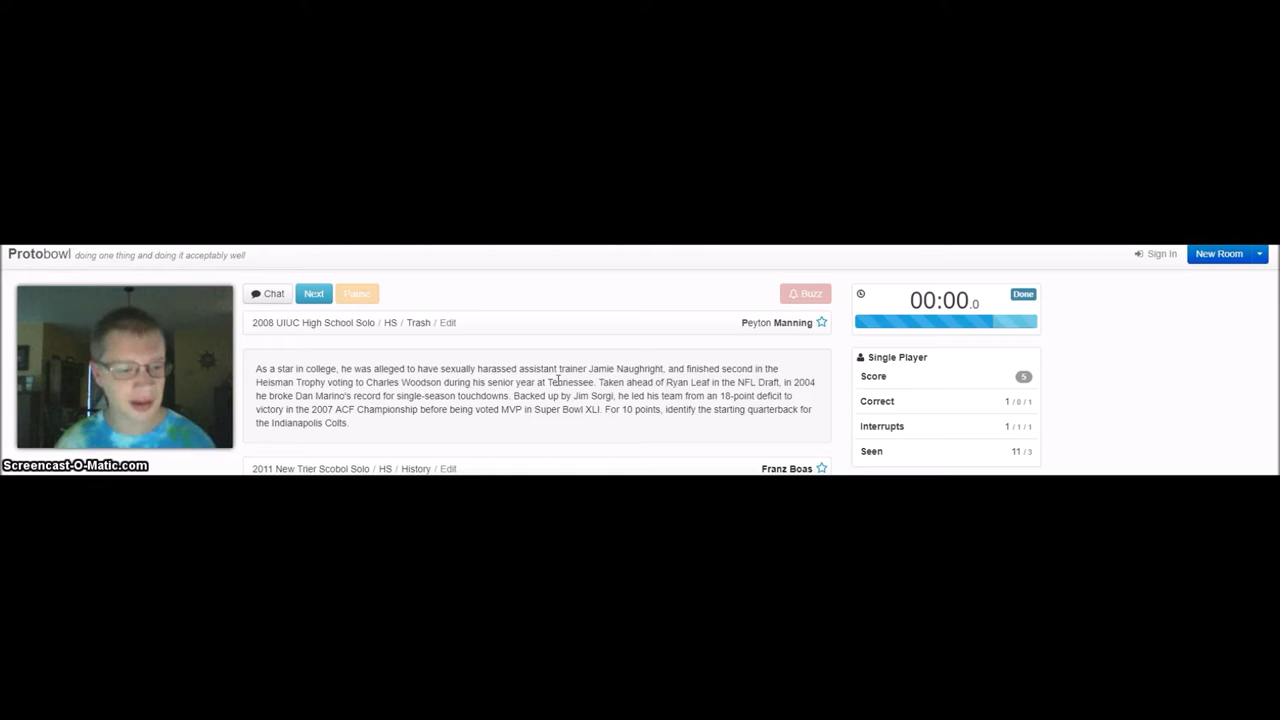 Protobowl doing one thing and doing it acceptably well
Sign In New Room
Chat Next Pause Buzz
2008 UIUC High School Solo / HS / Trash / Edit Peyton Manning
As a star in college, he was alleged to have sexually harassed assistant trainer Jamie Naughright, and finished second in the
Heisman Trophy voting to Charles Woodson during his senior year at Tennessee. Taken ahead of Ryan Leaf in the NFL Draft, in 2004
he broke Dan Marino's record for single-season touchdowns. Backed up by Jim Sorgi, he led his team from an 18-point deficit to
victory in the 2007 ACF Championship before being voted MVP in Super Bowl XLI. For 10 points, identify the starting quarterback for
the Indianapolis Colts.
2011 New Trier Scobol Solo / HS / History / Edit Franz Boas
00:00.0 Done
Single Player
Score 5
Correct 1 / 0 / 1
Interrupts 1 / 1 / 1
Seen 11 / 3
Screencast-O-Matic.com